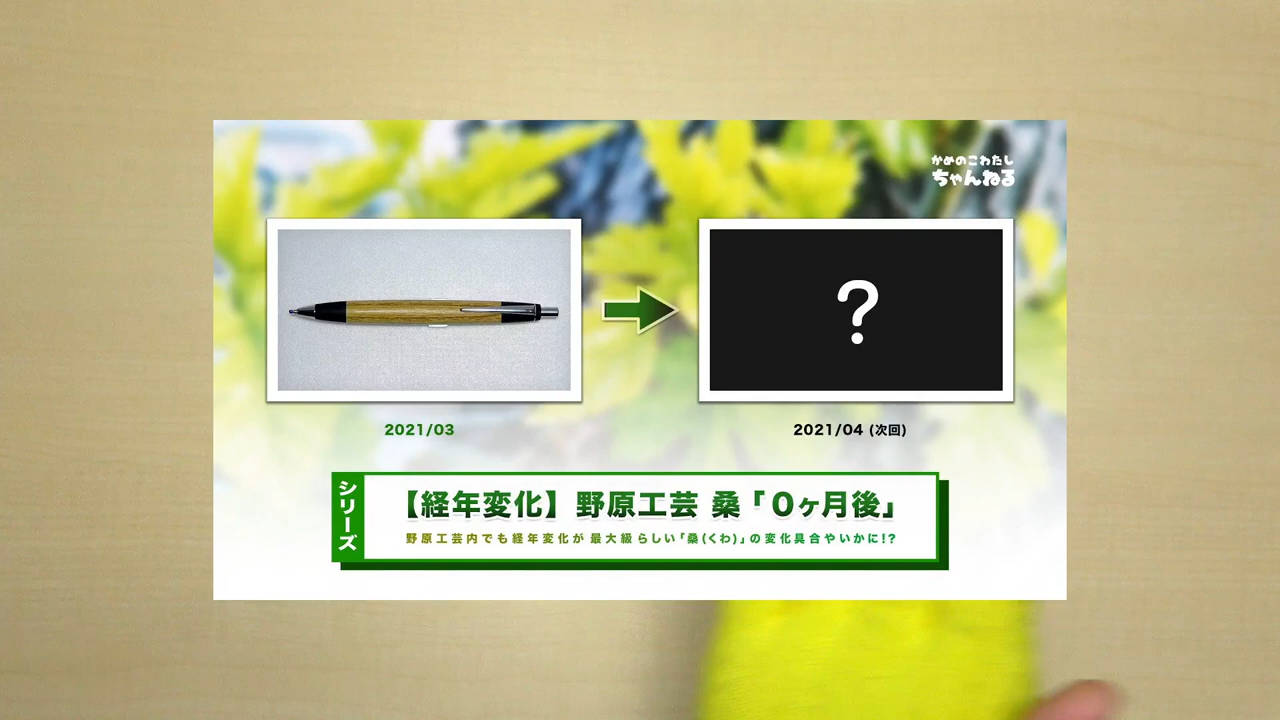 かめのこわたし
ちゃんねる
?
2021/03
2021/04 (次回)
シリーズ
【経年変化】野原工芸 桑「0ヶ月後」
野原工芸内でも経年変化が最大級らしい「桑(くわ)」の変化具合やいかに!?